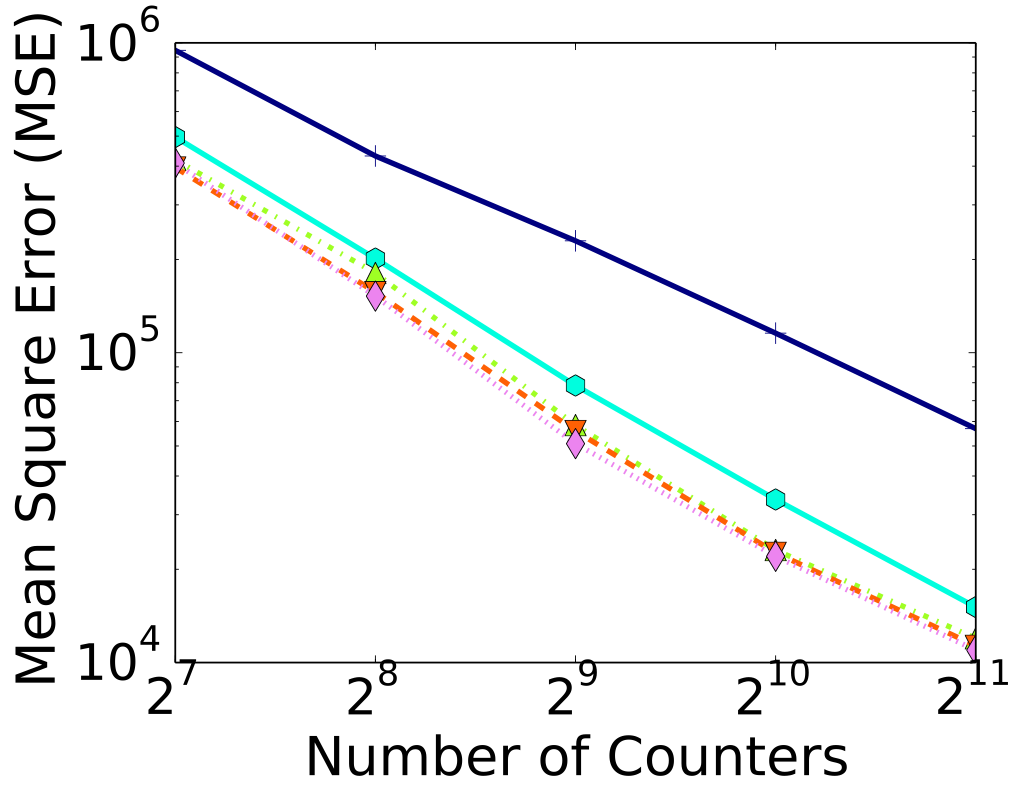 Mean Square Error (MSE)
10^6
10^5
10^4
2^7 2^8 2^9 2^10 2^11
Number of Counters